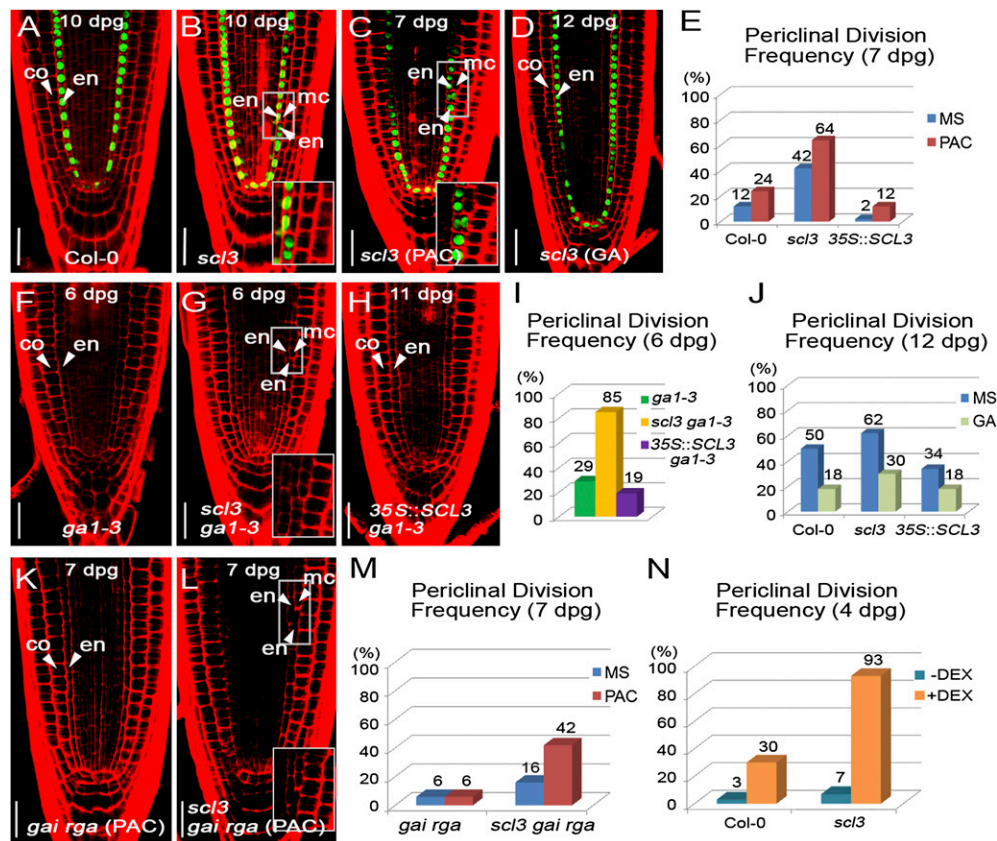 A
10 dpg
co
en
Col-0
B
10 dpg
en
mc
en
scl3
C
7 dpg
en
mc
en
scl3 (PAC)
D
12 dpg
co
en
scl3 (GA)
E
Periclinal Division
Frequency (7 dpg)
(%)
100
80
60
40
20
0
12
24
42
64
2
12
Col-0
scl3
35S::SCL3
MS
PAC
F
6 dpg
co
en
ga1-3
G
6 dpg
mc
en
en
scl3
ga1-3
H
11 dpg
co
en
35S::SCL3
ga1-3
I
Periclinal Division
Frequency (6 dpg)
(%)
100
80
60
40
20
0
29
85
19
ga1-3
scl3 ga1-3
35S::SCL3
ga1-3
J
Periclinal Division
Frequency (12 dpg)
(%)
100
80
60
40
20
0
50
18
62
30
34
18
Col-0
scl3
35S::SCL3
MS
GA
K
7 dpg
co
en
gai rga (PAC)
L
7 dpg
mc
en
en
scl3
gai rga (PAC)
M
Periclinal Division
Frequency (7 dpg)
(%)
100
80
60
40
20
0
6
6
16
42
gai rga
scl3 gai rga
MS
PAC
N
Periclinal Division
Frequency (4 dpg)
(%)
100
80
60
40
20
0
3
30
7
93
Col-0
scl3
-DEX
+DEX